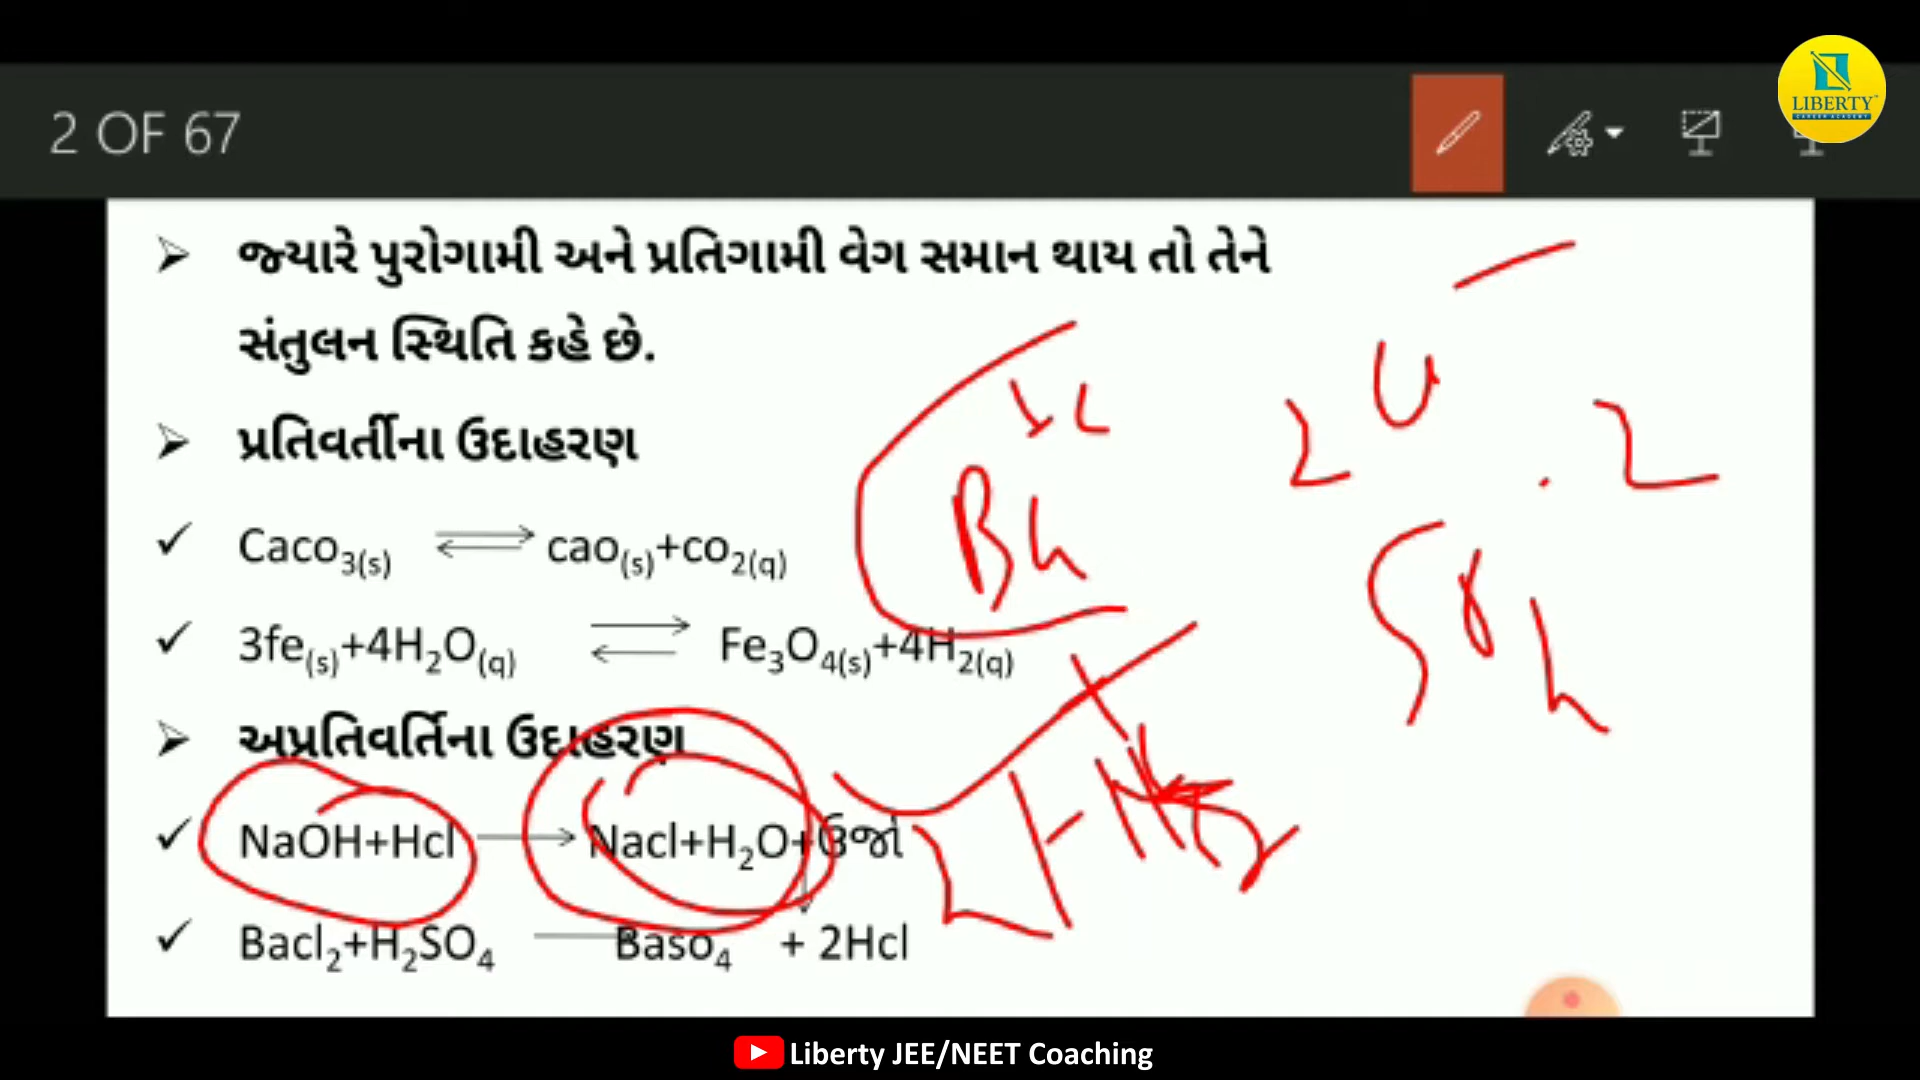 LIBERTY
CAREER ACADEMY
2 OF 67
➢ જ્યારે પુરોગામી અને પ્રતિગામી વેગ સમાન થાય તો તેને
સંતુલન સ્થિતિ કહે છે.
➢ પ્રતિવર્તીના ઉદાહરણ
✓ Caco3(s) ⇌ cao(s)+co2(q)
✓ 3fe(s)+4H2O(q) ⇌ Fe3O4(s)+4H2(q)
➢ અપ્રતિવર્તિના ઉદાહરણ
✓ NaOH+Hcl → Nacl+H2O+ઉર્જા
✓ Bacl2+H2SO4 — Baso4 ↓ + 2Hcl
Liberty JEE/NEET Coaching